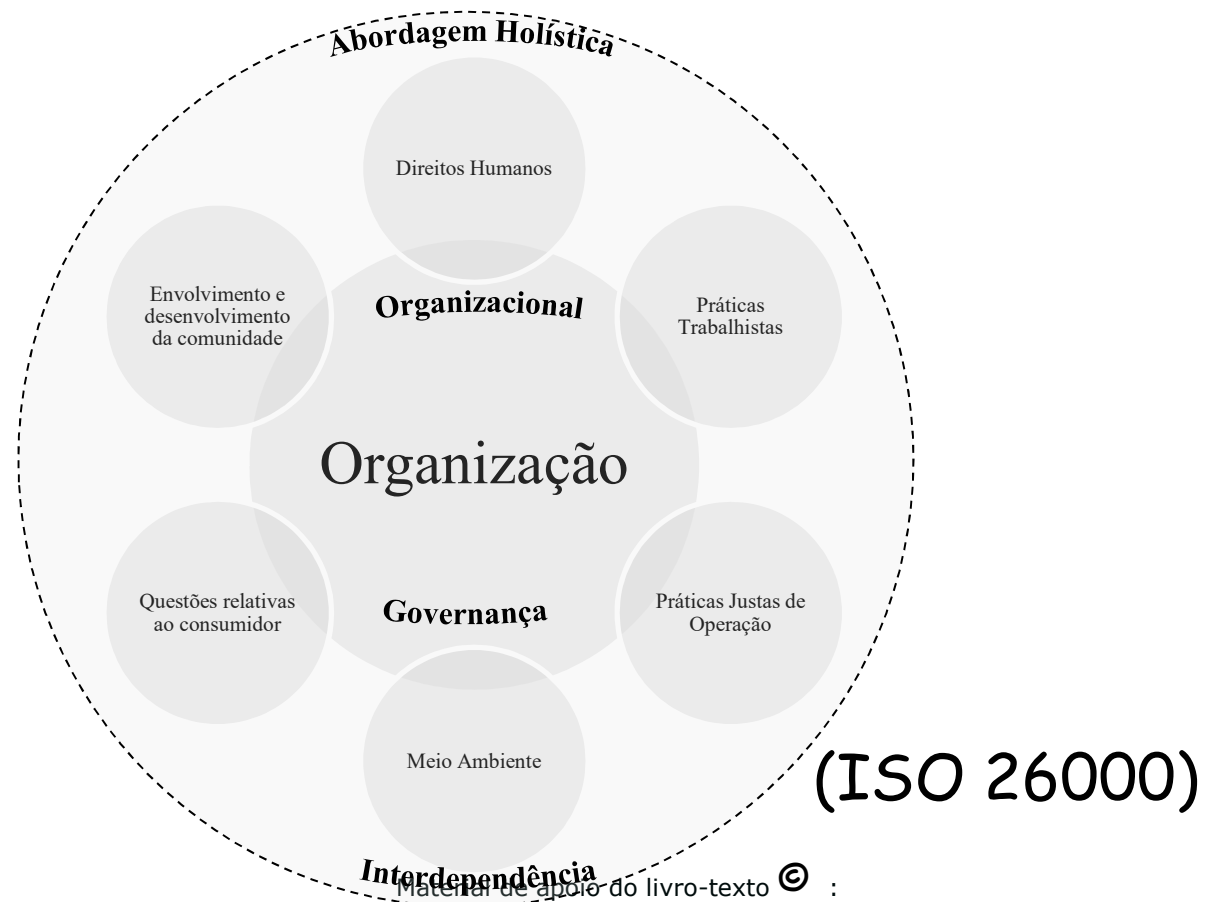 Abordagem Holística
Direitos Humanos
Envolvimento e
desenvolvimento
da comunidade
Organizacional
Práticas
Trabalhistas
Organização
Questões relativas
ao consumidor
Governança
Práticas Justas de
Operação
Meio Ambiente
(ISO 26000)
Interdependência
Material de apoio do livro-texto © :